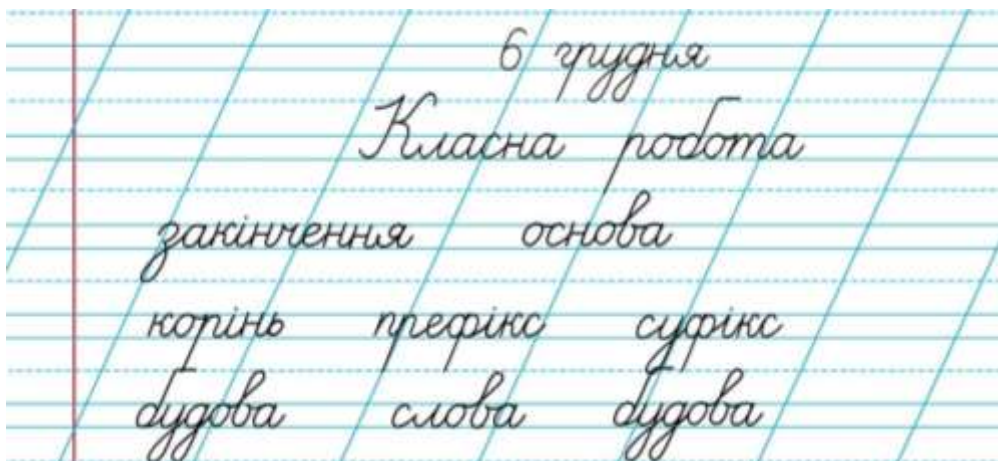 6 грудня
Класна робота
закінчення основа
корінь префікс суфікс
будова слова будова